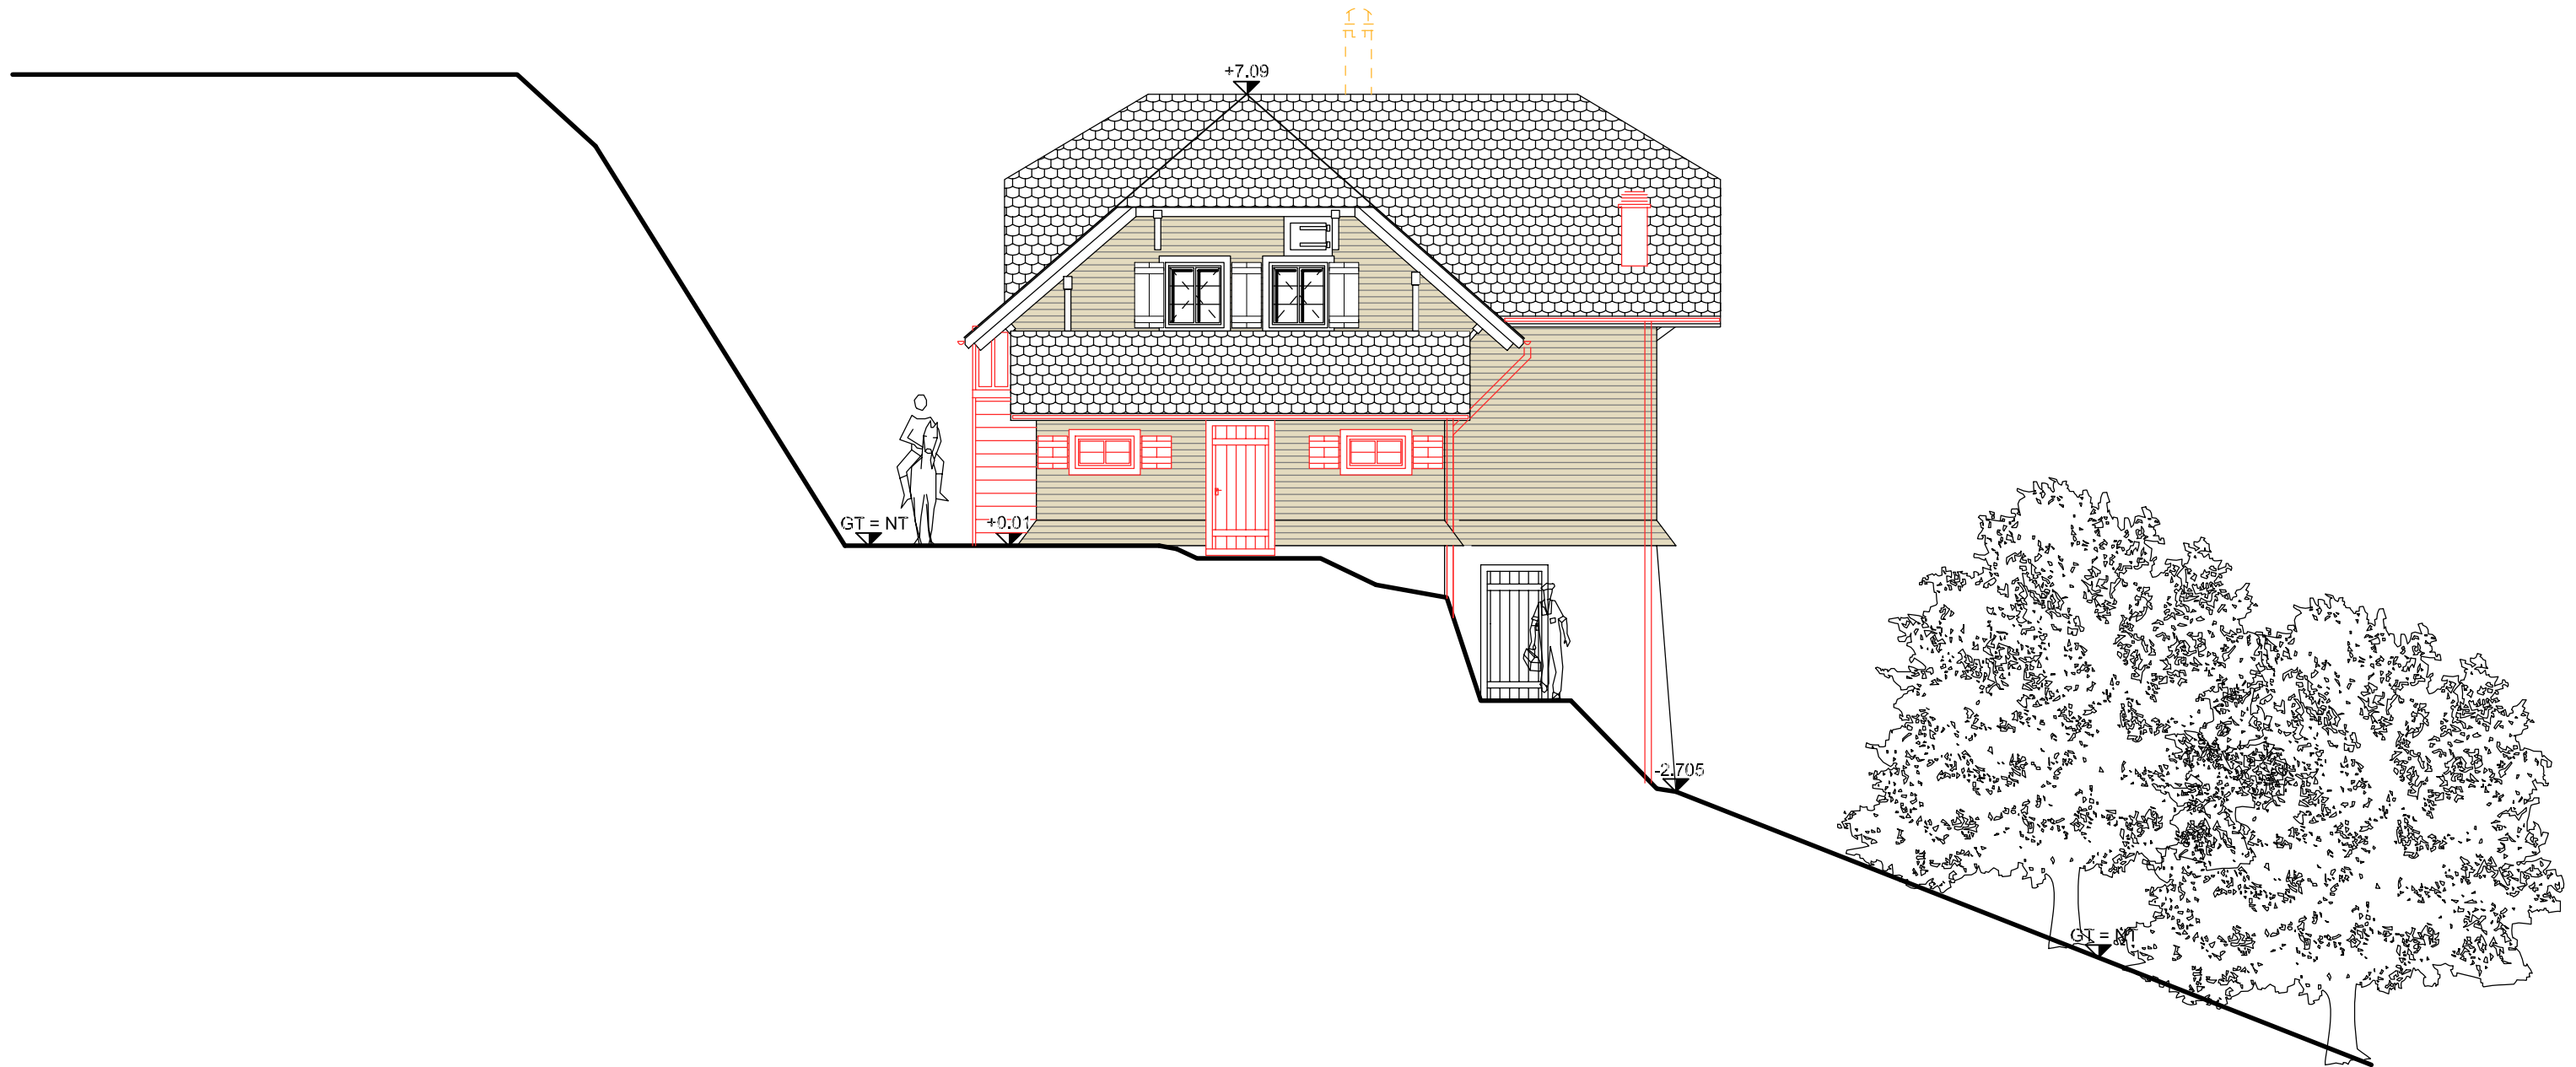 +7.09
GT = NT
+0.01
-2.705
GT = NT